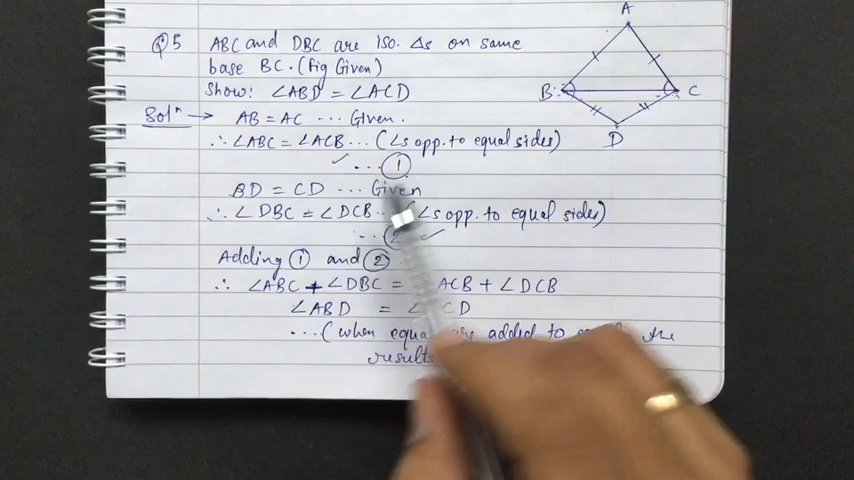 Q5 ABC and DBC are iso. Δs on same
base BC. (Fig Given)
Show: ∠ABD = ∠ACD
Solⁿ → AB = AC ... Given.
∴ ∠ABC = ∠ACB ... (∠s opp. to equal sides)
... ①
BD = CD ... Given
∴ ∠DBC = ∠DCB .. (∠s opp. to equal sides)
...
Adding ① and ②
∴ ∠ABC + ∠DBC = ACB + ∠DCB
∠ABD = CD
... (when are added to the
results
A
B
C
D